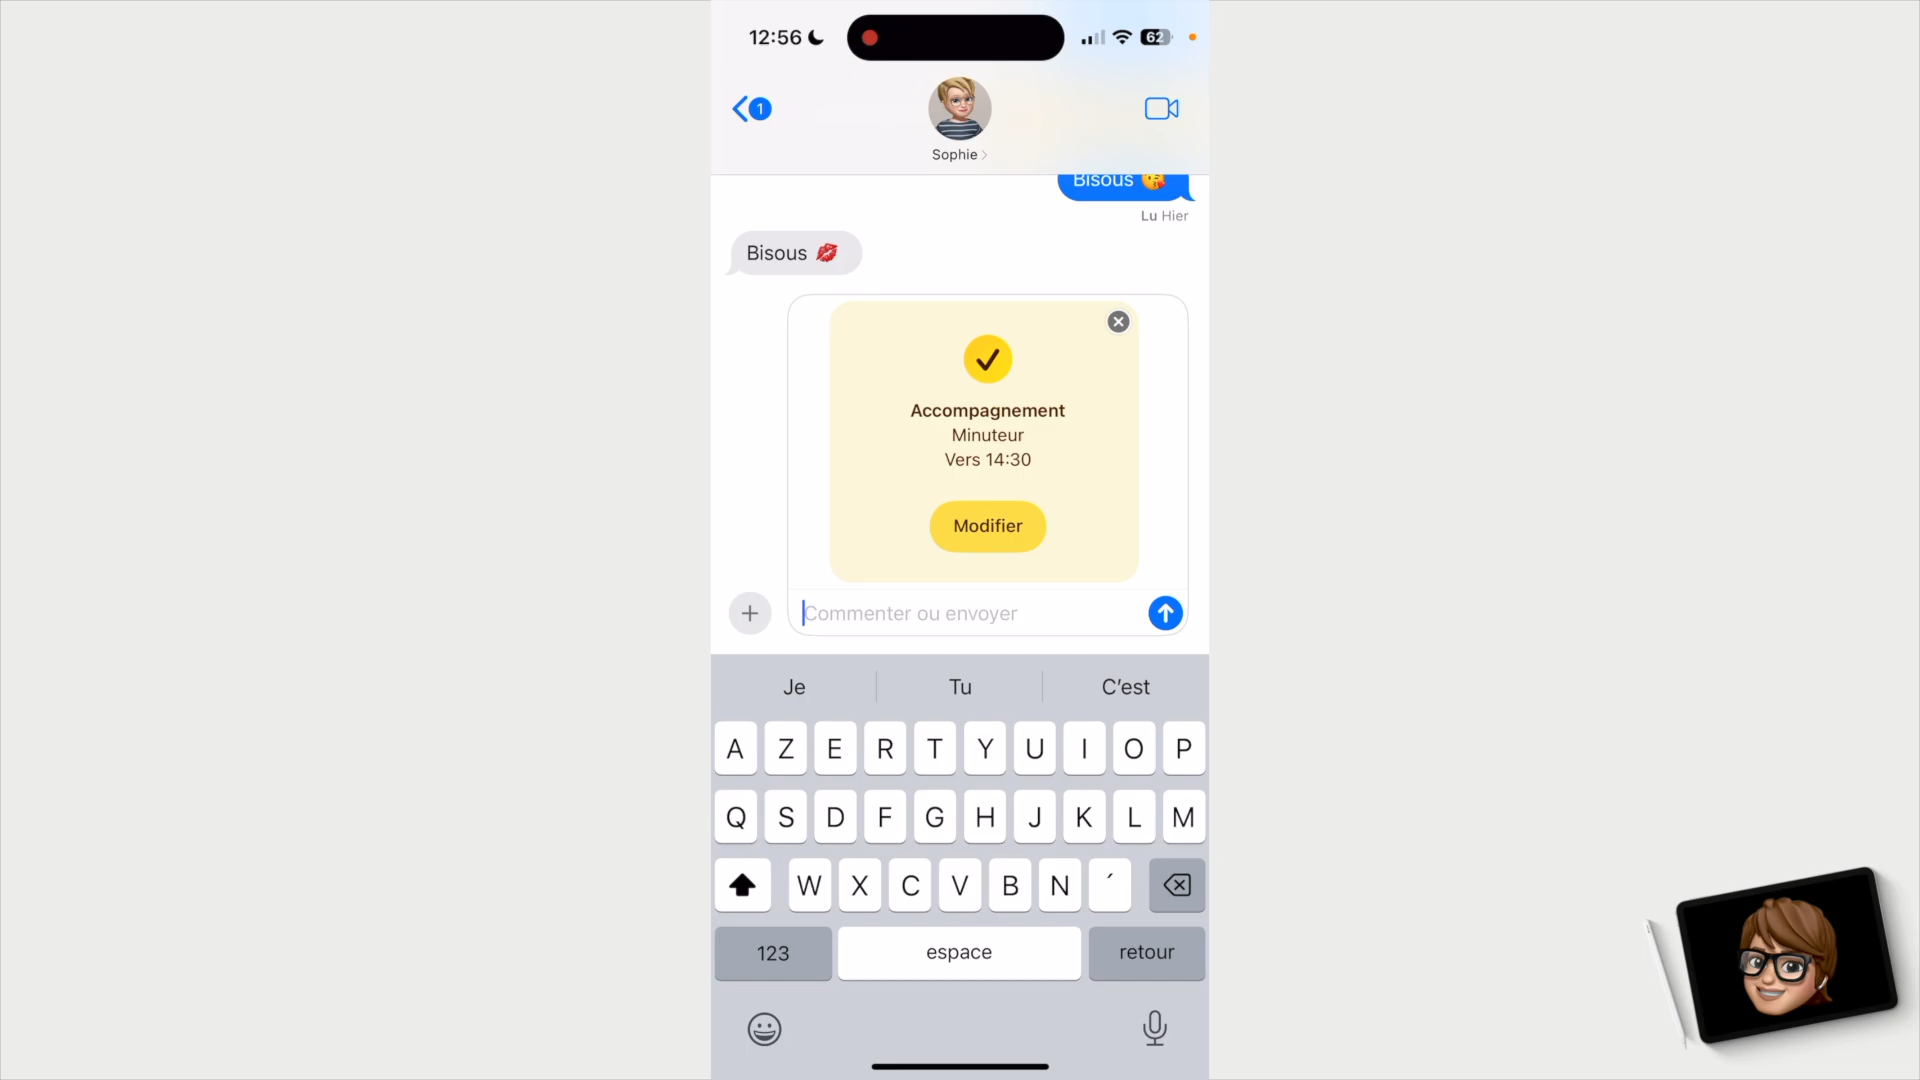 12:56
62
1
Sophie
Bisous 😘
Lu Hier
Bisous 💋
Accompagnement
Minuteur
Vers 14:30
Modifier
Commenter ou envoyer
Je Tu C’est
A Z E R T Y U I O P
Q S D F G H J K L M
W X C V B N ´
123 espace retour